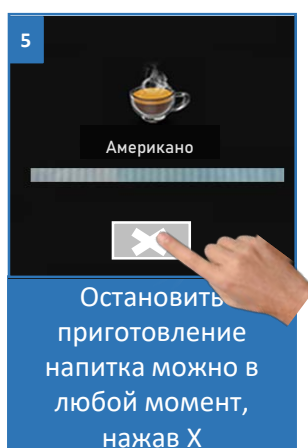 5
Американо
Остановить
приготовление
напитка можно в
любой момент,
нажав X